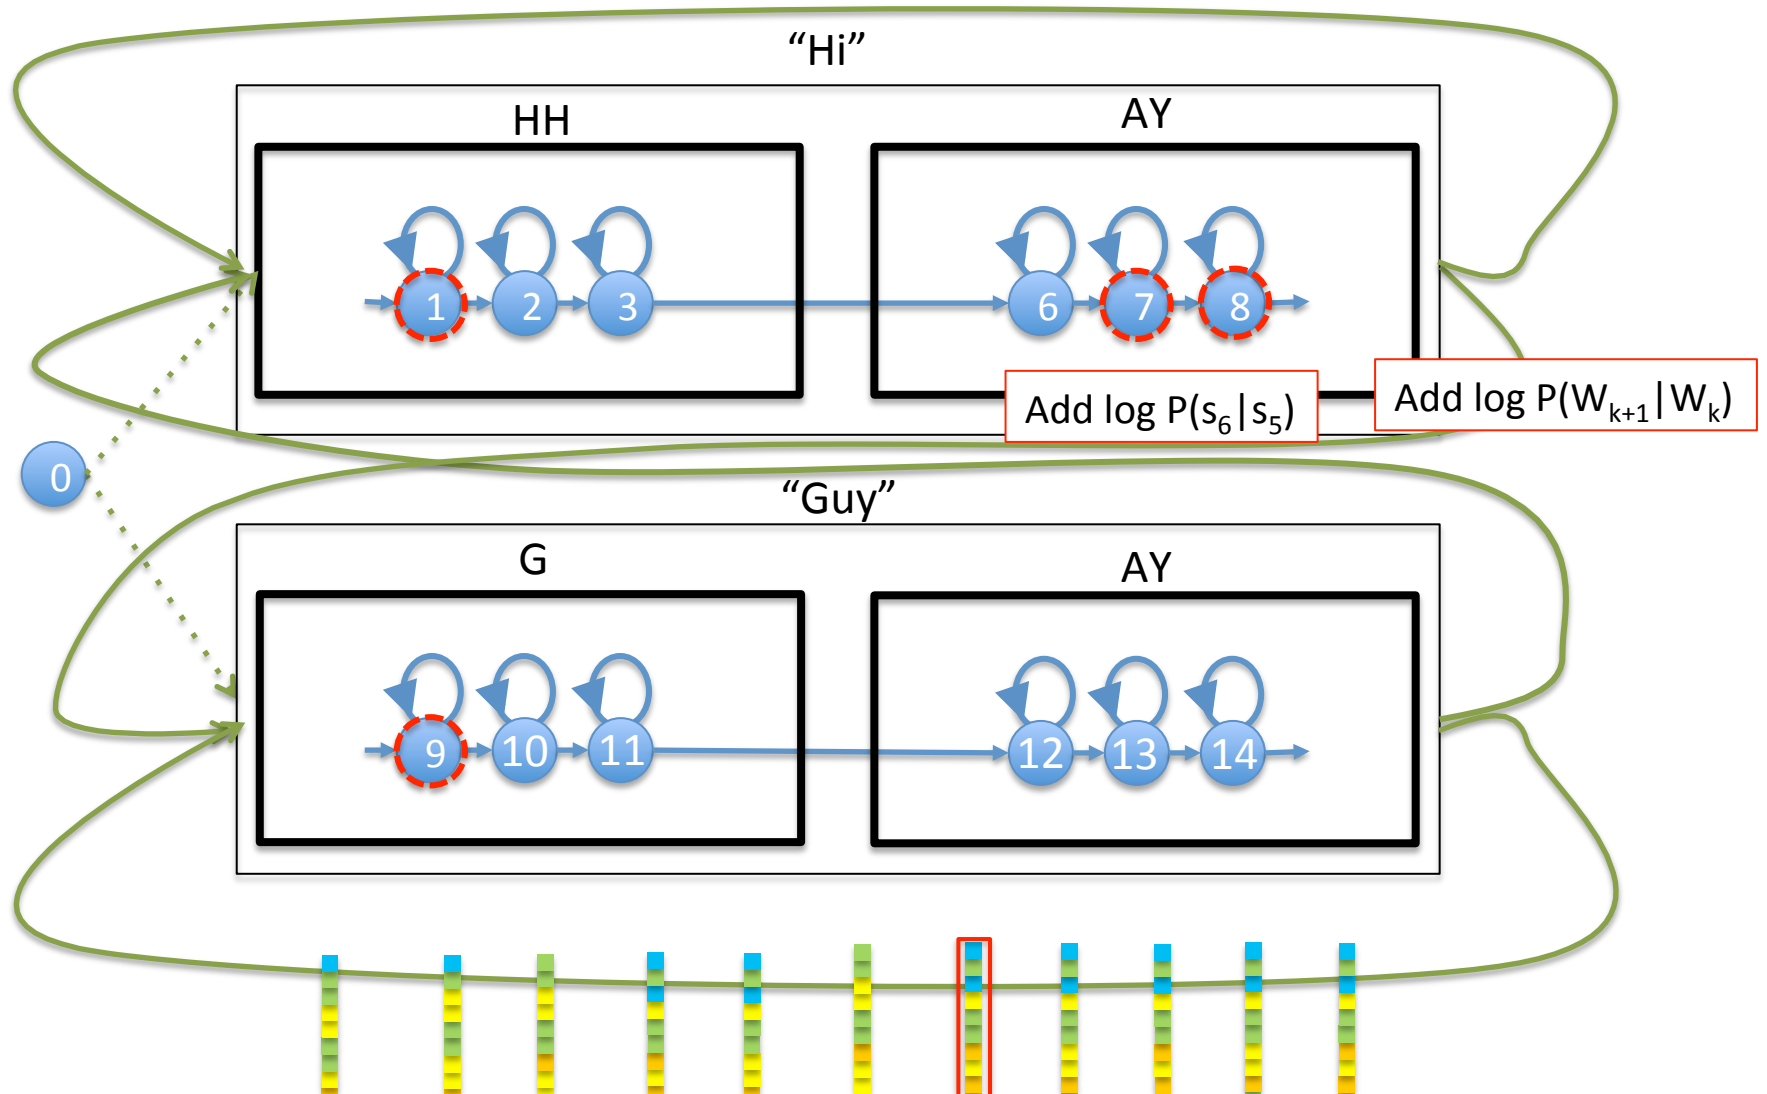 “Hi”
HH AY
1 2 3 6 7 8
Add log P(s₆|s₅)
Add log P(Wₖ₊₁|Wₖ)
0
“Guy”
G AY
9 10 11 12 13 14